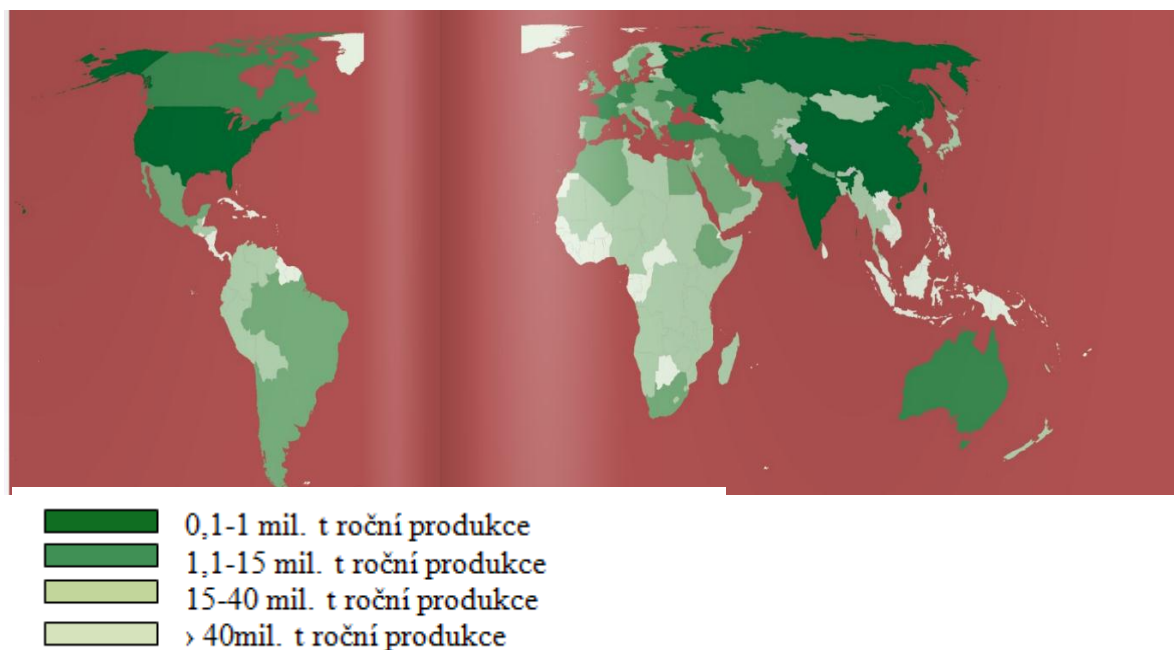 0,1-1 mil. t roční produkce
1,1-15 mil. t roční produkce
15-40 mil. t roční produkce
› 40mil. t roční produkce